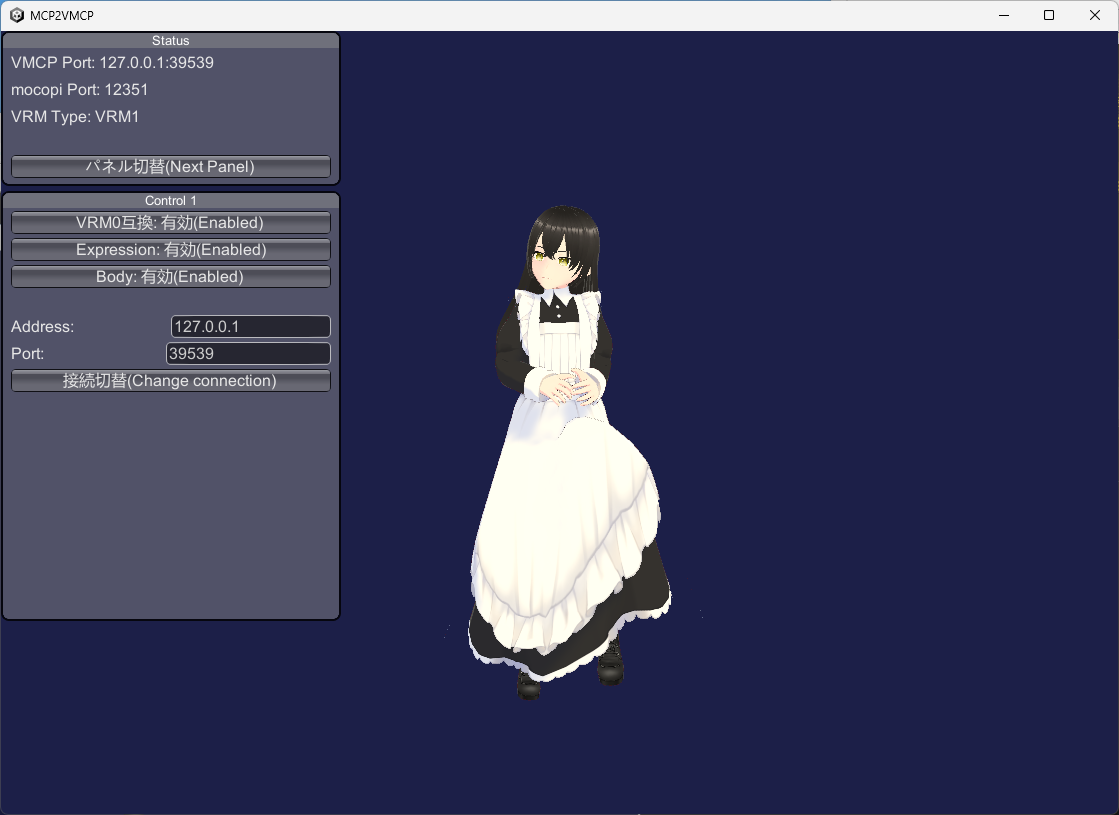 MCP2VMCP
Status
VMCP Port: 127.0.0.1:39539
mocopi Port: 12351
VRM Type: VRM1
パネル切替(Next Panel)
Control 1
VRM0互換: 有効(Enabled)
Expression: 有効(Enabled)
Body: 有効(Enabled)
Address: 127.0.0.1
Port: 39539
接続切替(Change connection)